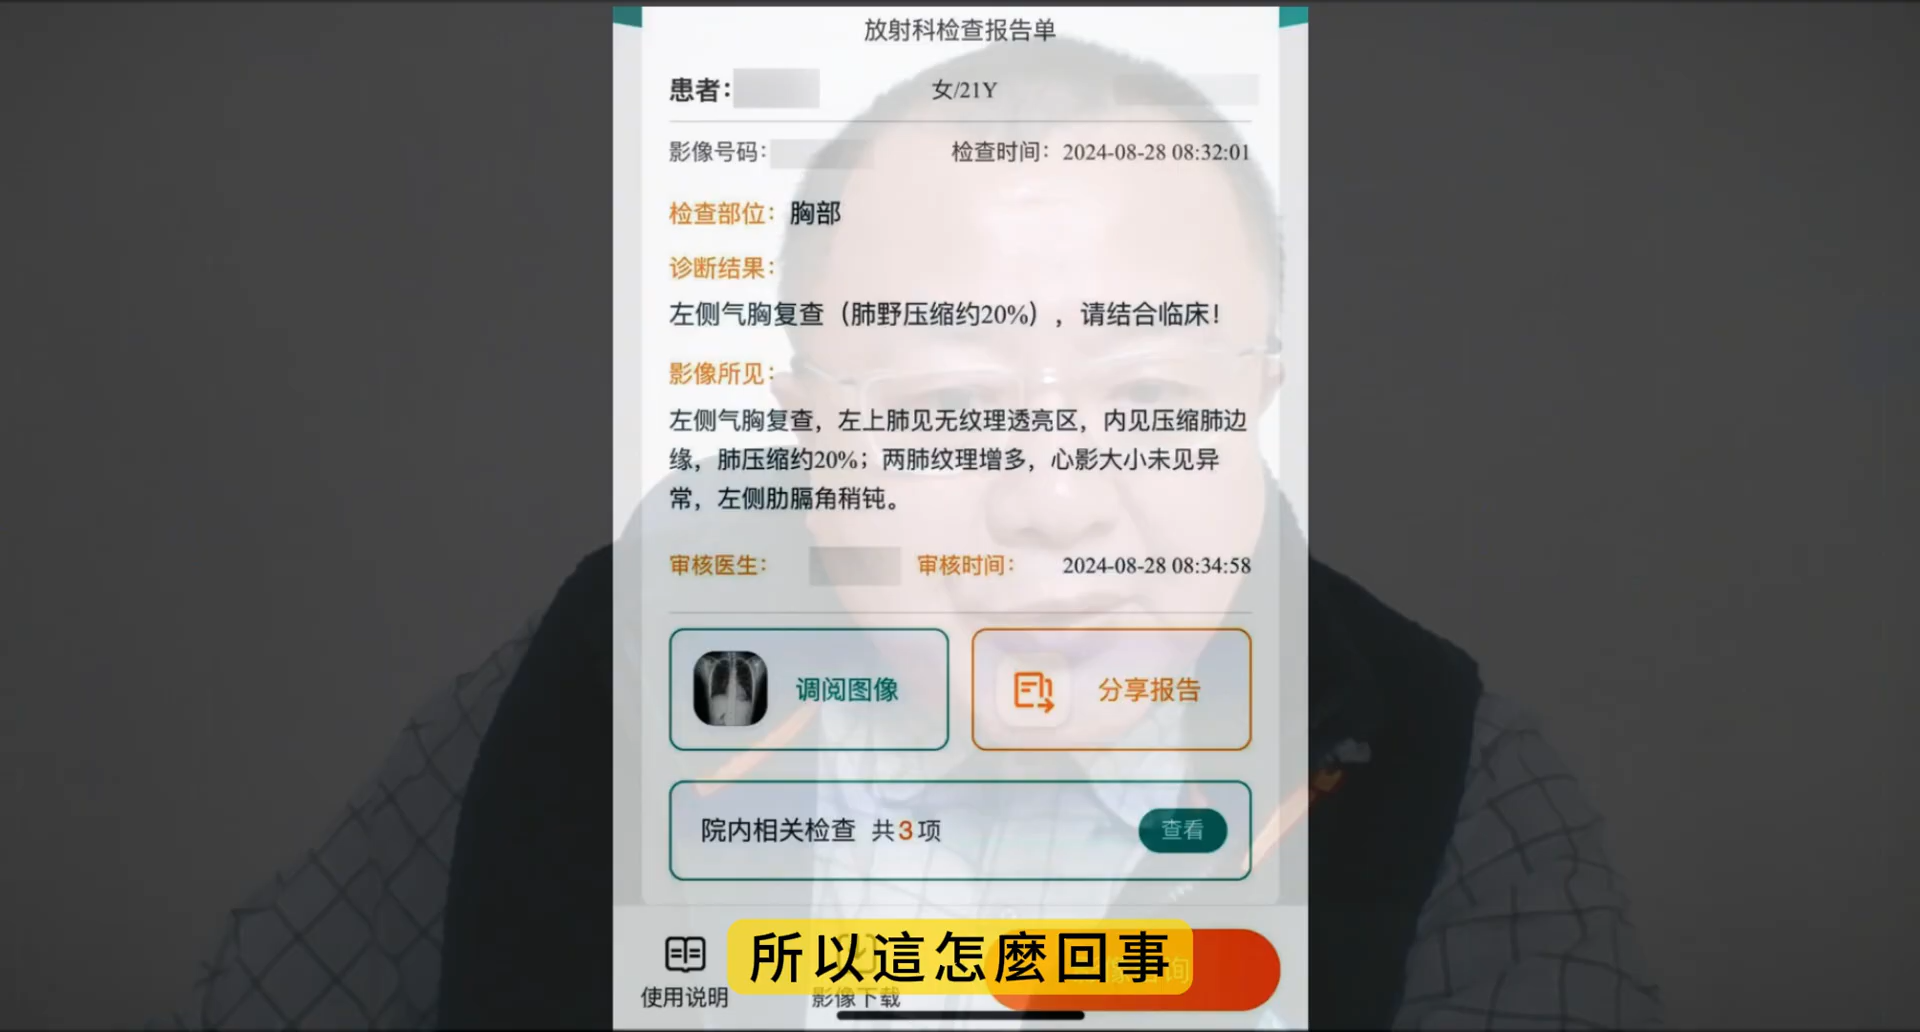 放射科检查报告单
患者：
女/21Y
影像号码：
检查时间：2024-08-28 08:32:01
检查部位：胸部
诊断结果：
左侧气胸复查（肺野压缩约20%），请结合临床！
影像所见：
左侧气胸复查，左上肺见无纹理透亮区，内见压缩肺边
缘，肺压缩约20%；两肺纹理增多，心影大小未见异
常，左侧肋膈角稍钝。
审核医生：
审核时间：2024-08-28 08:34:58
调阅图像
分享报告
院内相关检查 共3项
查看
所以這怎麼回事
使用说明
影像下载